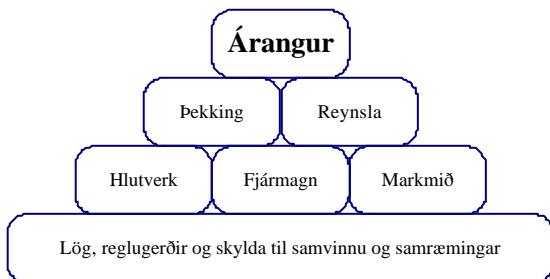 Árangur
Þekking
Reynsla
Hlutverk
Fjármagn
Markmið
Lög, reglugerðir og skylda til samvinnu og samræmingar